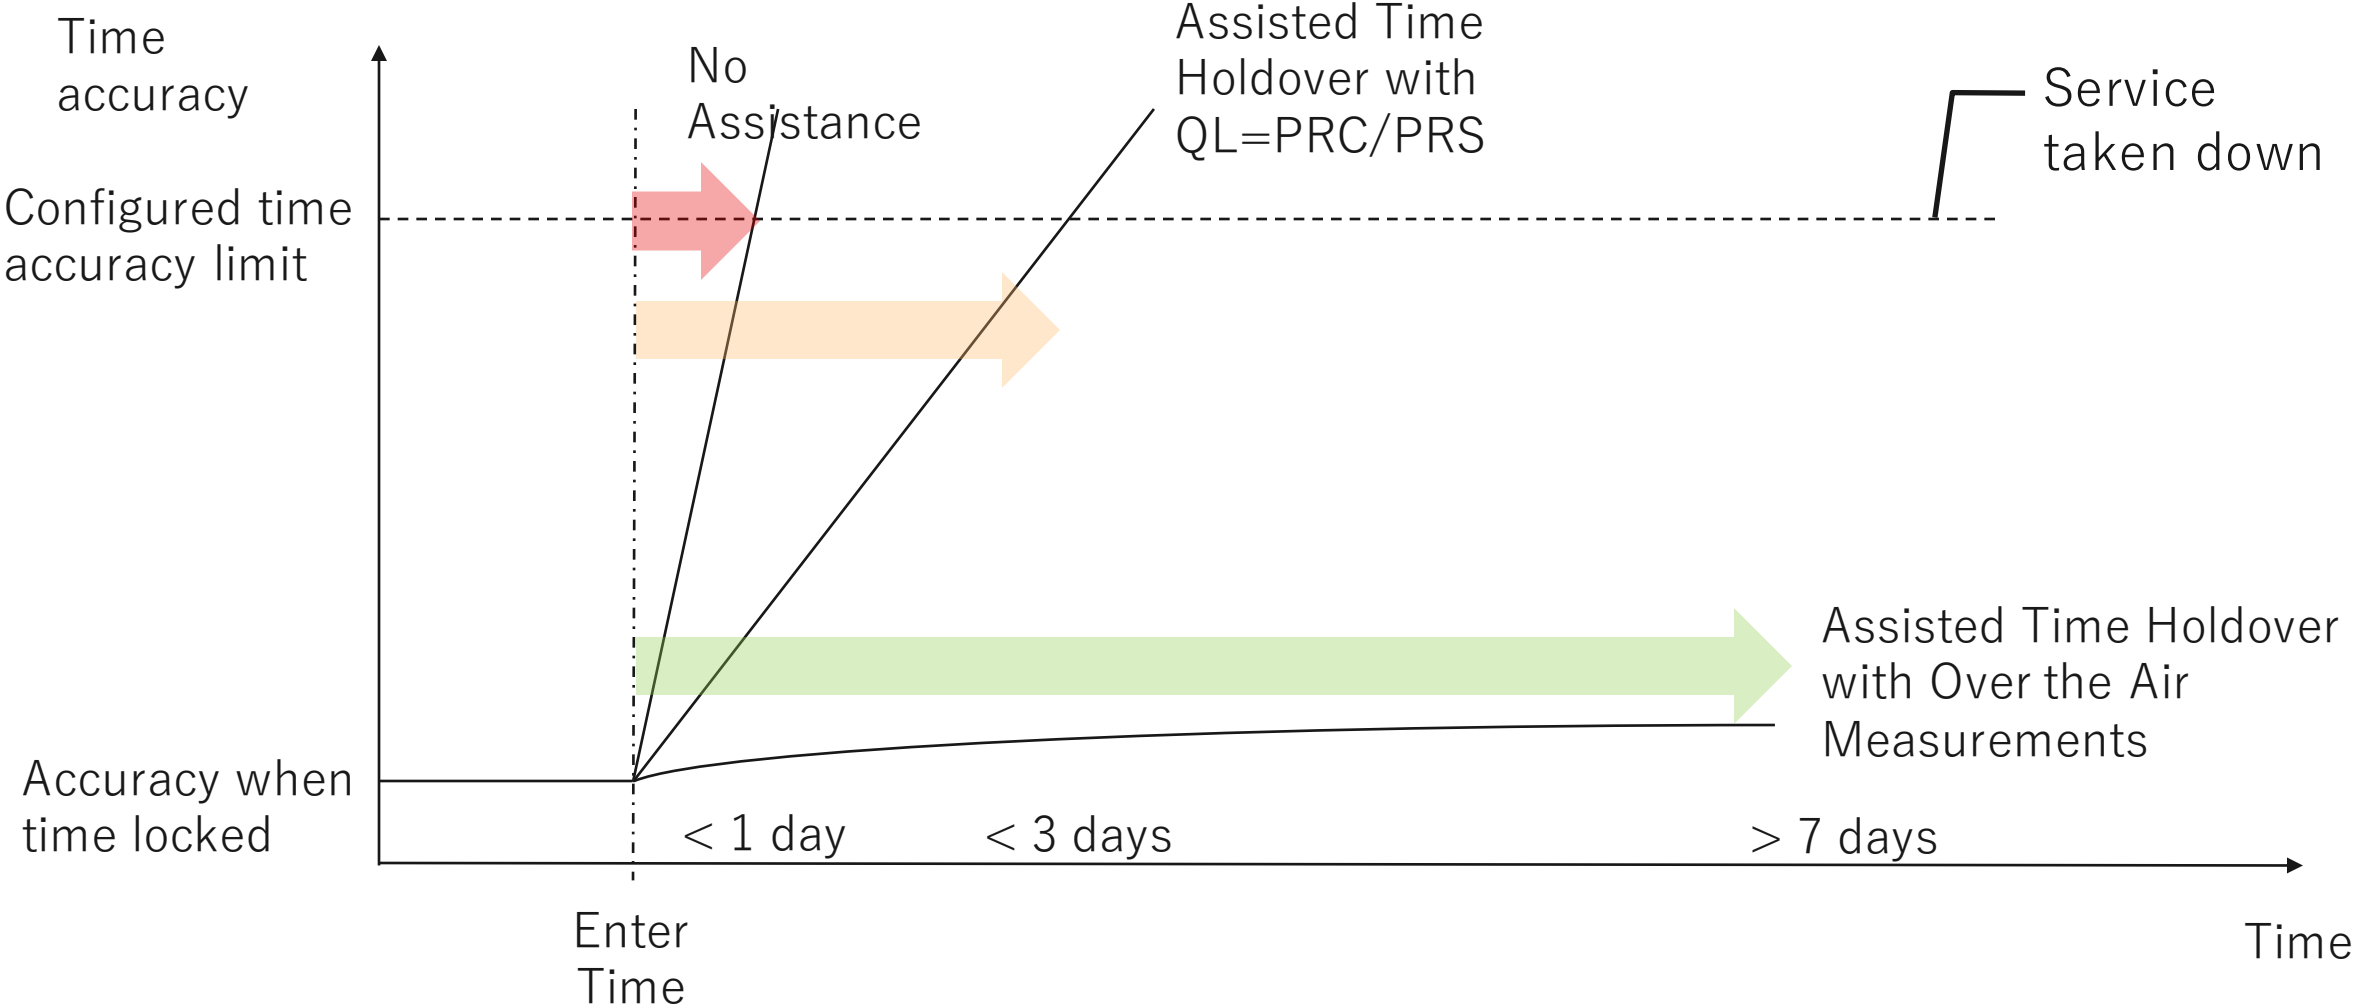 Time
accuracy
No
Assistance
Assisted Time
Holdover with
QL=PRC/PRS
Service
taken down
Configured time
accuracy limit
Assisted Time Holdover
with Over the Air
Measurements
Accuracy when
time locked
< 1 day
< 3 days
> 7 days
Enter
Time
Time